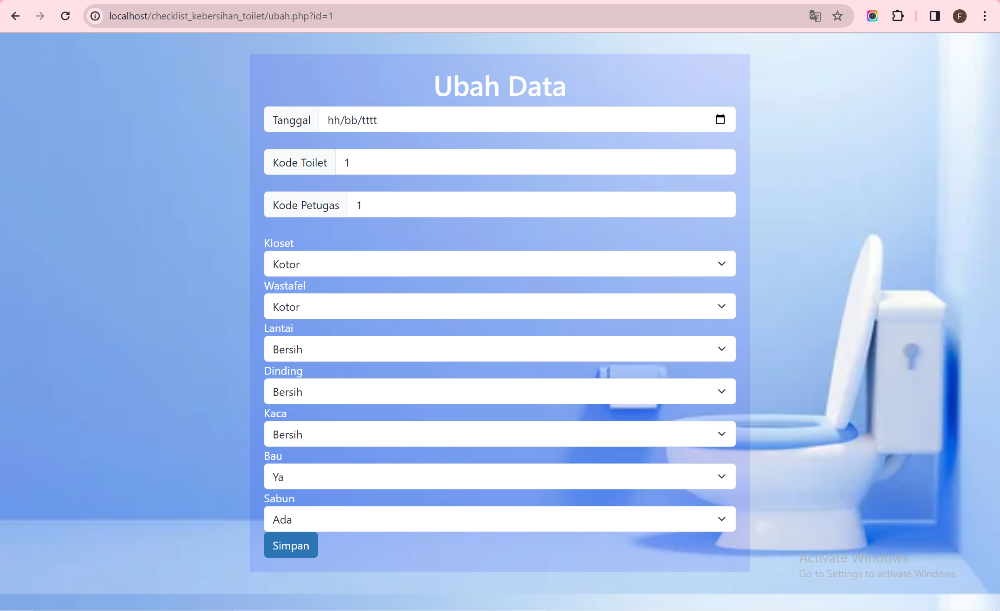 localhost/checklist_kebersihan_toilet/ubah.php?id=1
F
Ubah Data
Tanggal hh/bb/tttt
Kode Toilet 1
Kode Petugas 1
Kloset
Kotor
Wastafel
Kotor
Lantai
Bersih
Dinding
Bersih
Kaca
Bersih
Bau
Ya
Sabun
Ada
Simpan
Activate Windows
Go to Settings to activate Windows.